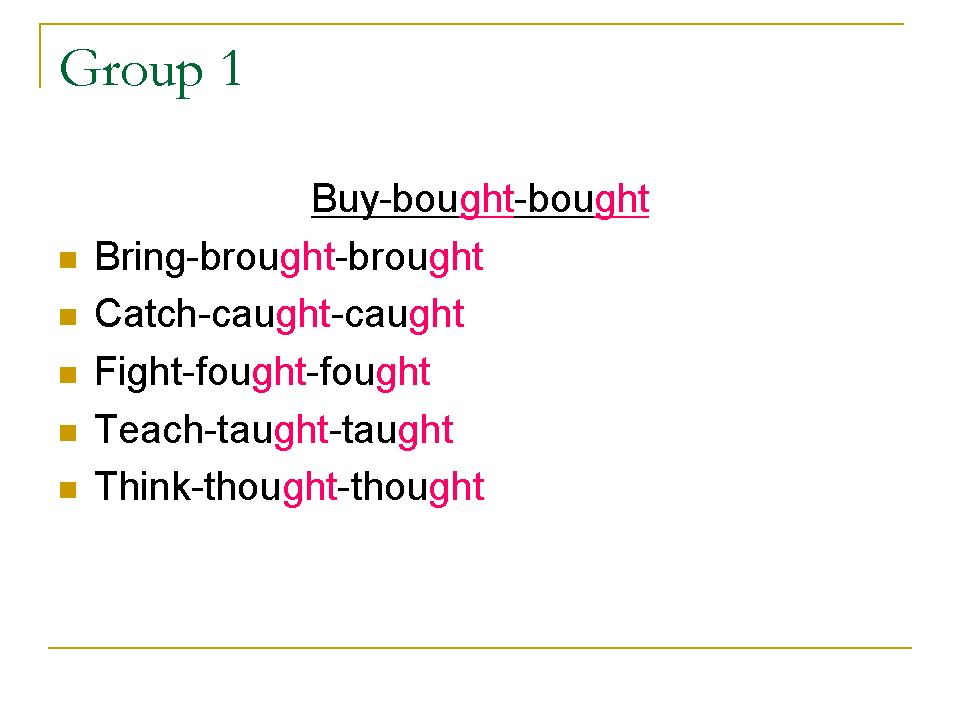 Group 1
Buy-bought-bought
Bring-brought-brought
Catch-caught-caught
Fight-fought-fought
Teach-taught-taught
Think-thought-thought